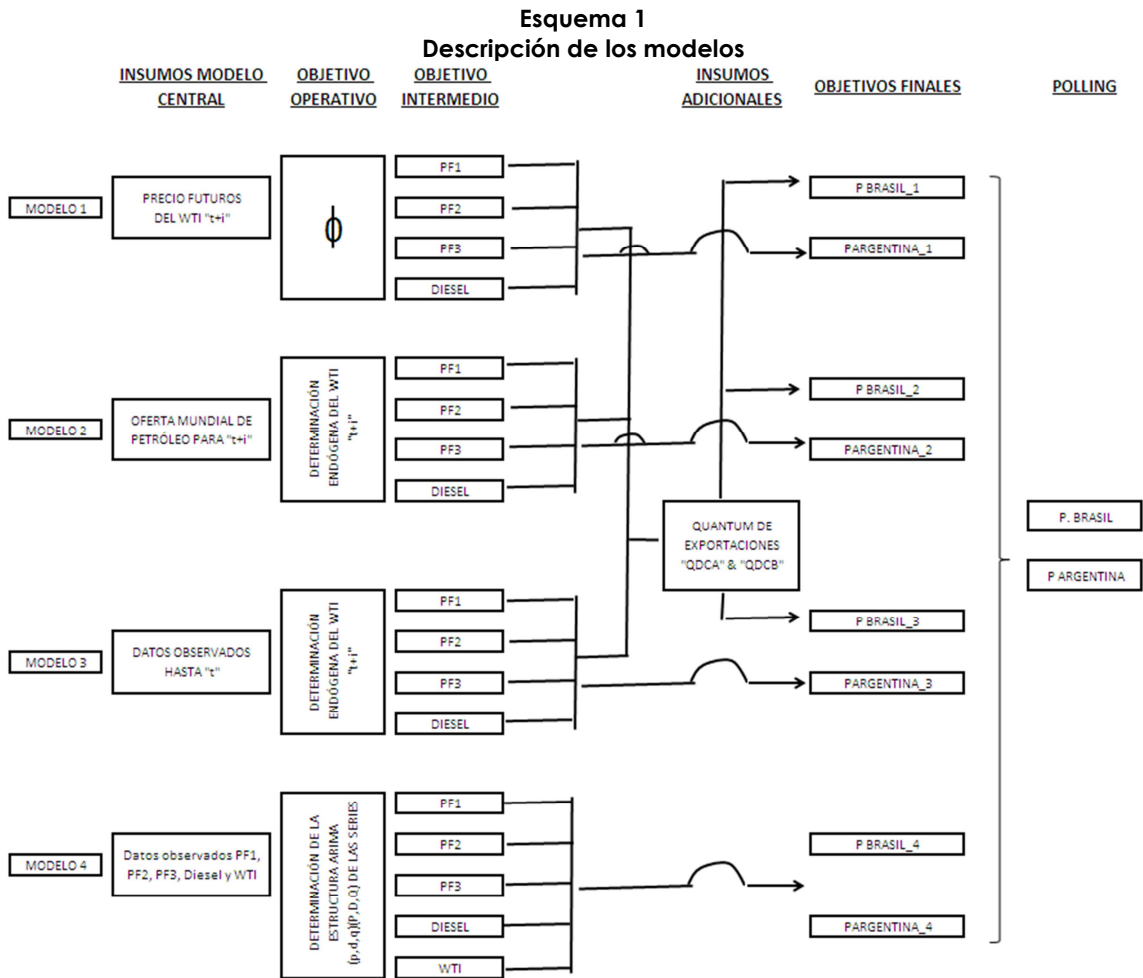 Esquema 1
Descripción de los modelos
INSUMOS MODELO
CENTRAL
OBJETIVO
OPERATIVO
OBJETIVO
INTERMEDIO
INSUMOS
ADICIONALES
OBJETIVOS FINALES
POLLING
MODELO 1
PRECIO FUTUROS
DEL WTI "t+i"
ϕ
PF1
PF2
PF3
DIESEL
P BRASIL_1
PARGENTINA_1
MODELO 2
OFERTA MUNDIAL DE
PETRÓLEO PARA "t+i"
DETERMINACIÓN
ENDÓGENA DEL WTI
"t+i"
PF1
PF2
PF3
DIESEL
P BRASIL_2
PARGENTINA_2
QUANTUM DE
EXPORTACIONES
"QDCA" & "QDCB"
P. BRASIL
P ARGENTINA
MODELO 3
DATOS OBSERVADOS
HASTA "t"
DETERMINACIÓN
ENDÓGENA DEL WTI
"t+i"
PF1
PF2
PF3
DIESEL
P BRASIL_3
PARGENTINA_3
MODELO 4
Datos observados PF1,
PF2, PF3, Diesel y WTI
DETERMINACIÓN DE LA
ESTRUCTURA ARIMA
(p,d,q)(P,D,Q) DE LAS SERIES
PF1
PF2
PF3
DIESEL
WTI
P BRASIL_4
PARGENTINA_4